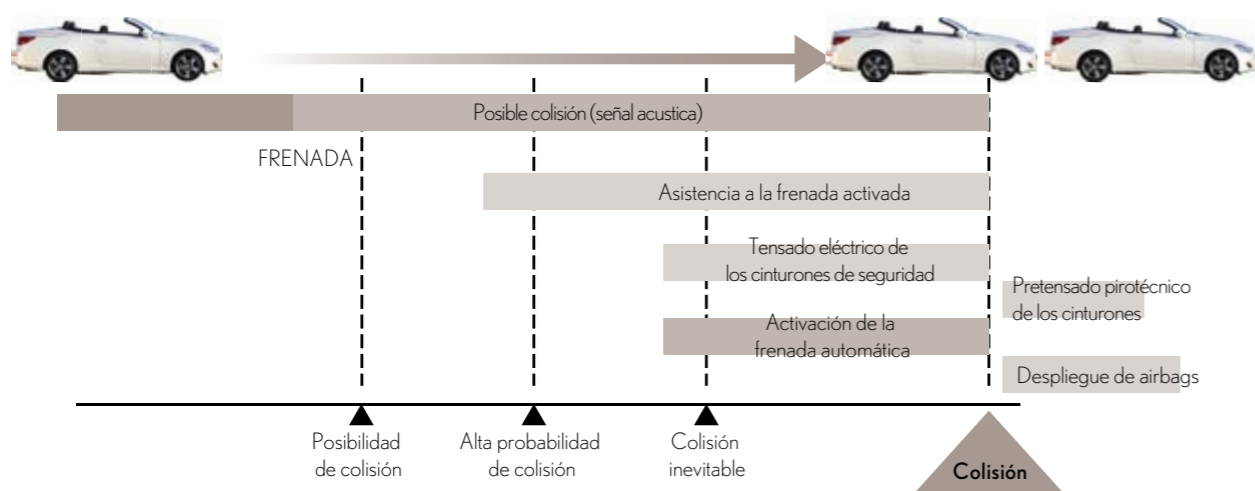 Posible colisión (señal acustica)
FRENADA
Asistencia a la frenada activada
Tensado eléctrico de
los cinturones de seguridad
Pretensado pirotécnico
de los cinturones
Activación de la
frenada automática
Despliegue de airbags
Posibilidad
de colisión
Alta probabilidad
de colisión
Colisión
inevitable
Colisión